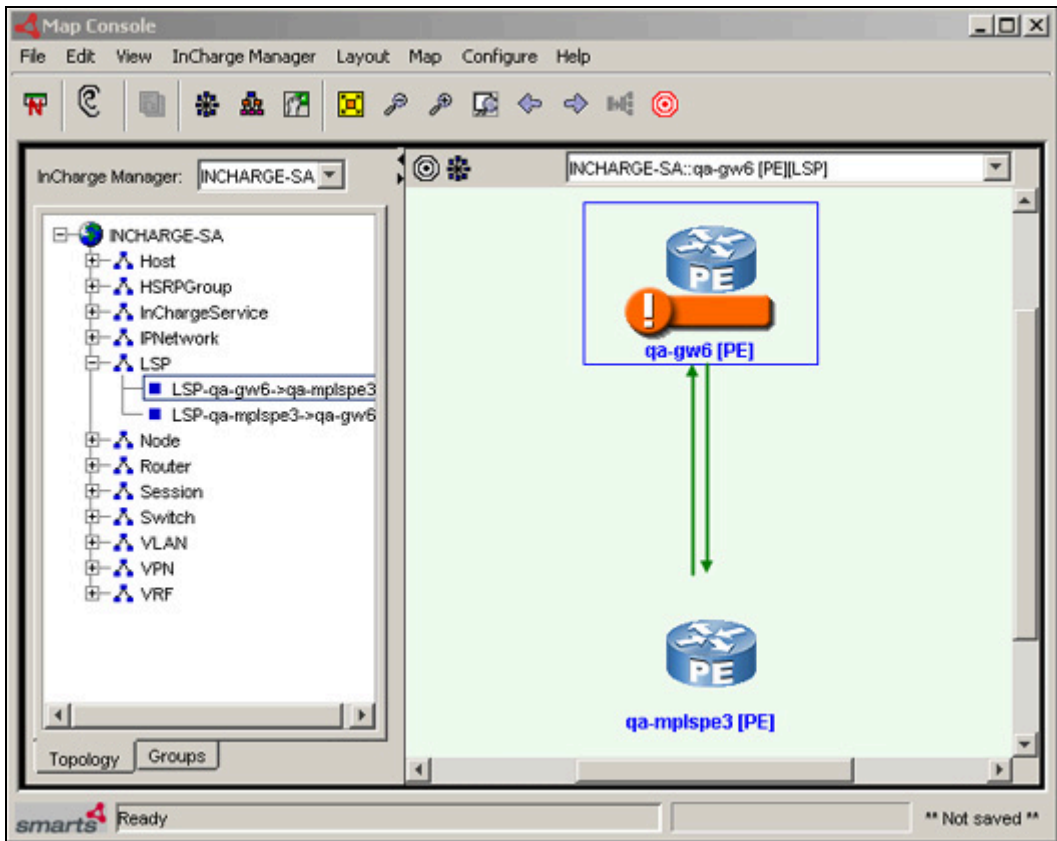 Map Console
File Edit View InCharge Manager Layout Map Configure Help
InCharge Manager: INCHARGE-SA
INCHARGE-SA::qa-gw6 [PE][LSP]
INCHARGE-SA
Host
HSRPGroup
InChargeService
IPNetwork
LSP
LSP-qa-gw6->qa-mplspe3
LSP-qa-mplspe3->qa-gw6
Node
Router
Session
Switch
VLAN
VPN
VRF
Topology Groups
PE
!
qa-gw6 [PE]
PE
qa-mplspe3 [PE]
smarts Ready ** Not saved **